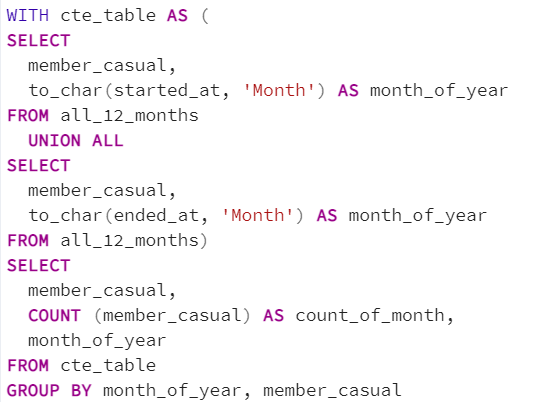 WITH cte_table AS (
SELECT
  member_casual,
  to_char(started_at, 'Month') AS month_of_year
FROM all_12_months
  UNION ALL
SELECT
  member_casual,
  to_char(ended_at, 'Month') AS month_of_year
FROM all_12_months)
SELECT
  member_casual,
  COUNT (member_casual) AS count_of_month,
  month_of_year
FROM cte_table
GROUP BY month_of_year, member_casual